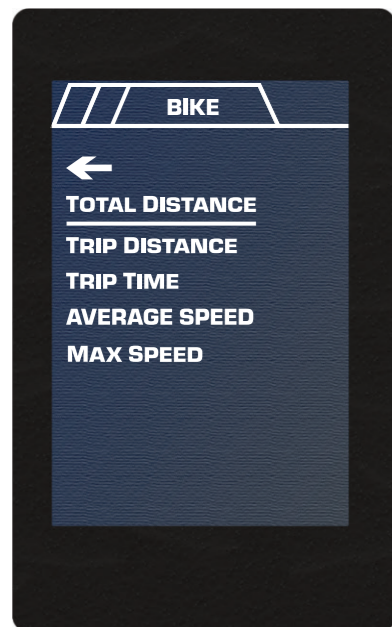 BIKE
TOTAL DISTANCE
TRIP DISTANCE
TRIP TIME
AVERAGE SPEED
MAX SPEED